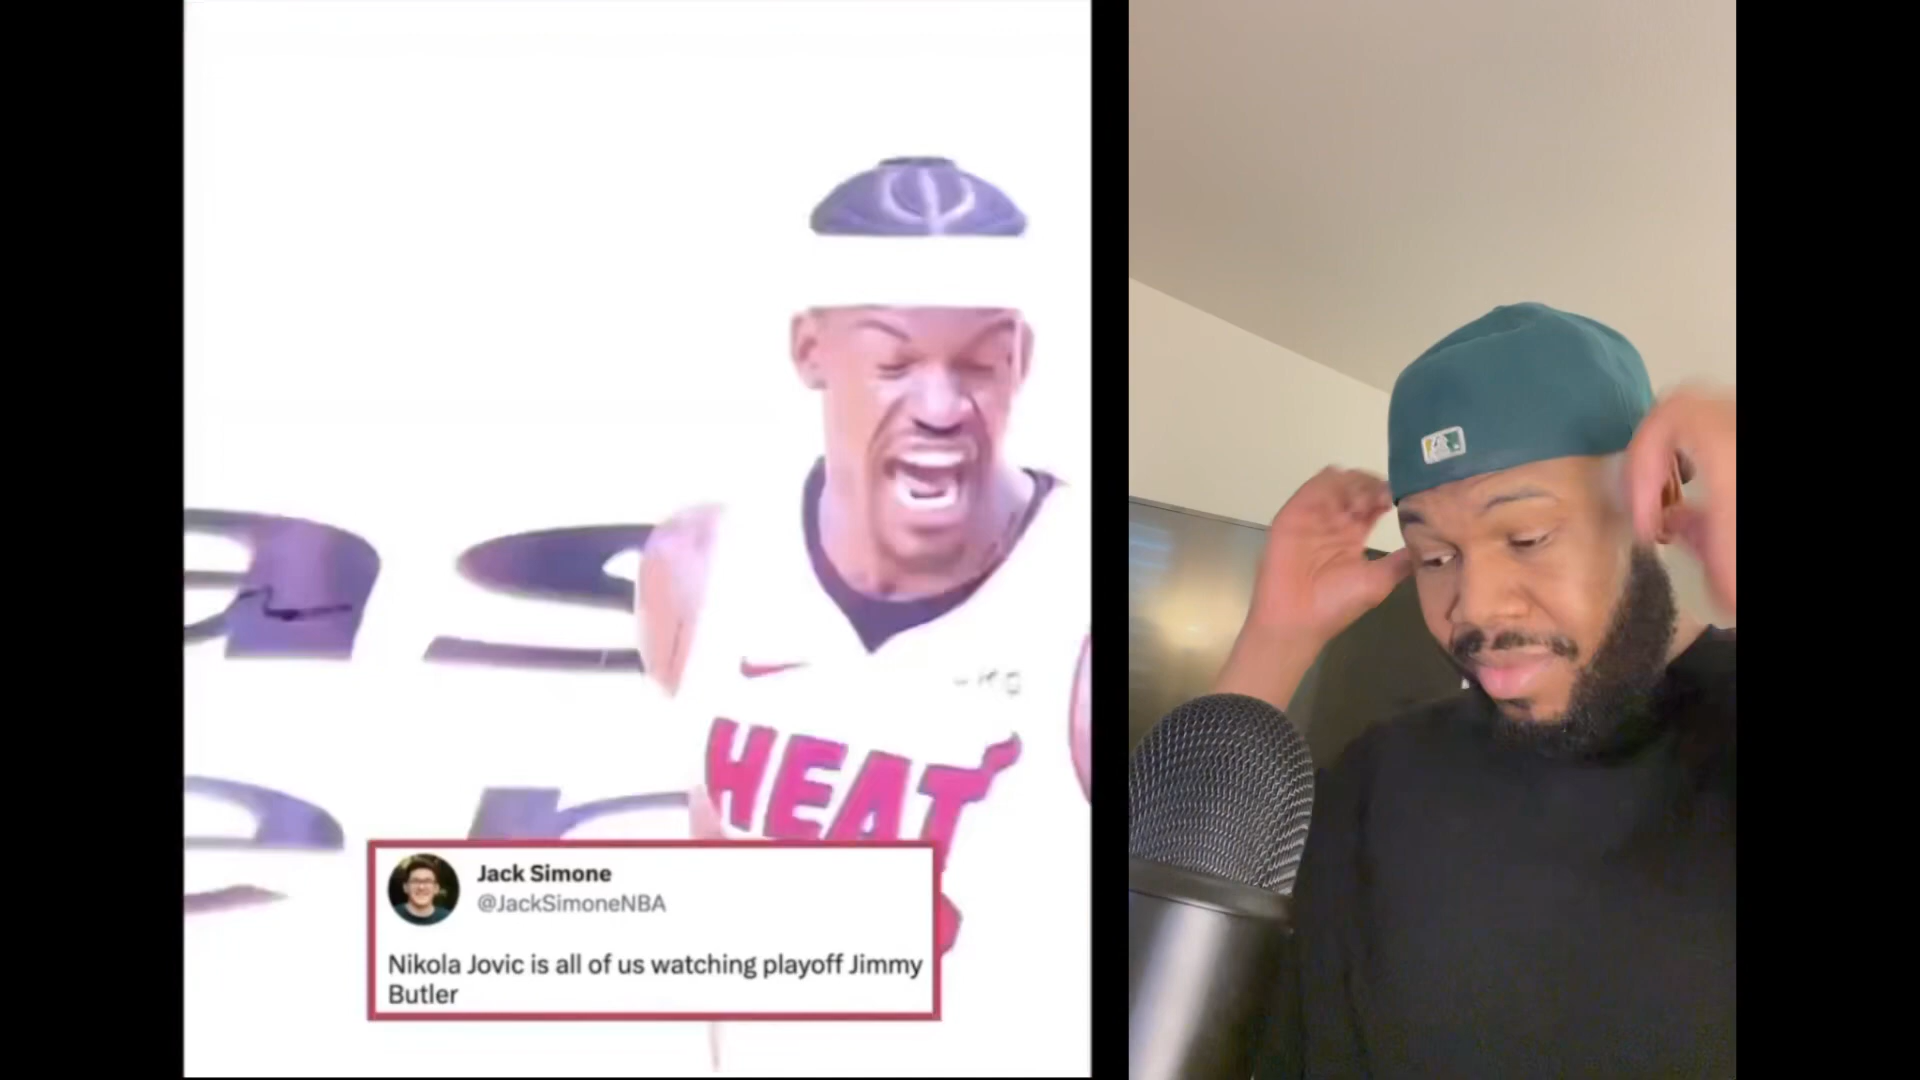 HEAT
Jack Simone
@JackSimoneNBA
Nikola Jovic is all of us watching playoff Jimmy
Butler